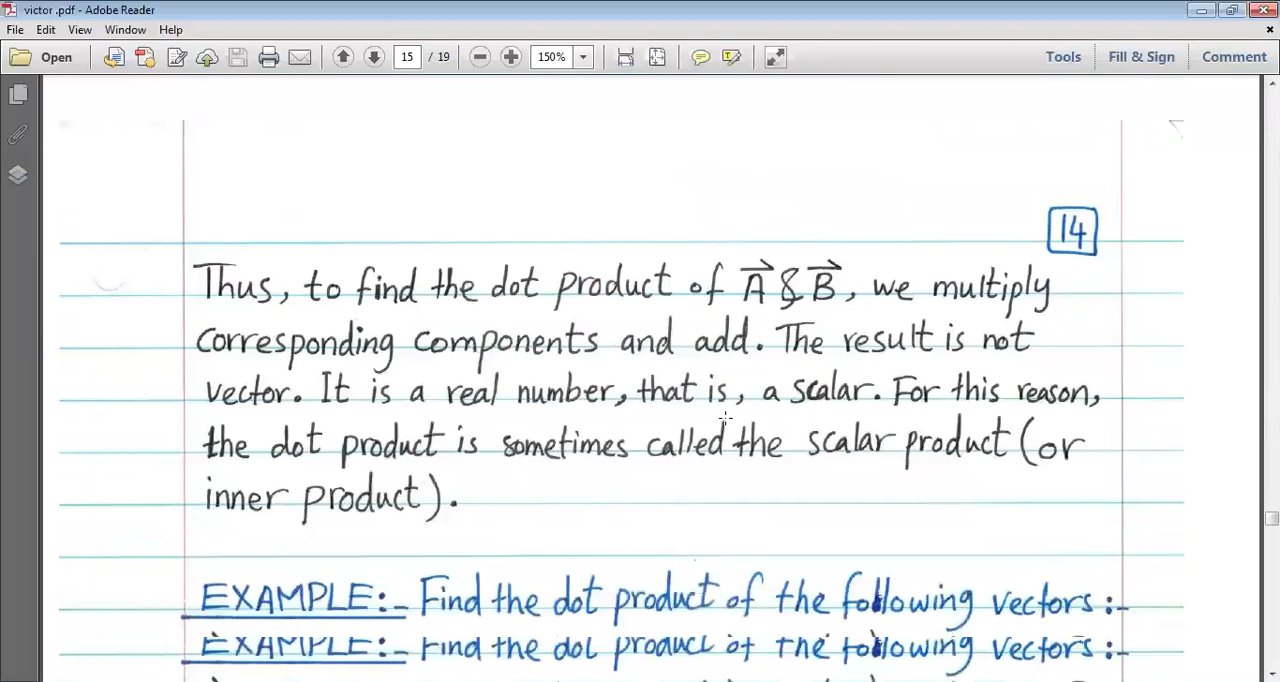 victor .pdf - Adobe Reader
File Edit View Window Help
Open 15 / 19 150% Tools Fill & Sign Comment
14
Thus, to find the dot product of A & B, we multiply
corresponding components and add. The result is not
vector. It is a real number, that is, a scalar. For this reason,
the dot product is sometimes called the scalar product (or
inner product).
EXAMPLE:- Find the dot product of the following vectors:-
EXAMPLE:- Find the dot product of the following vectors:-